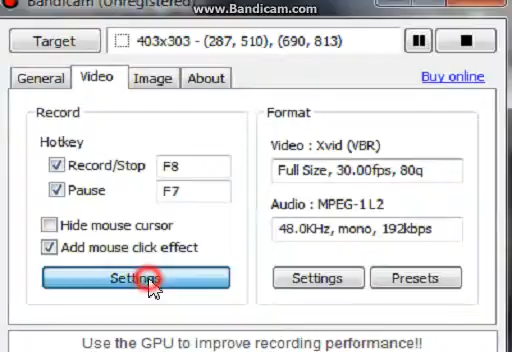 Bandicam (Unregistered)
www.Bandicam.com
Target
403x303 - (287, 510), (690, 813)
General
Video
Image
About
Buy online
Record
Hotkey
Record/Stop F8
Pause F7
Hide mouse cursor
Add mouse click effect
Settings
Format
Video : Xvid (VBR)
Full Size, 30.00fps, 80q
Audio : MPEG-1 L2
48.0KHz, mono, 192kbps
Settings
Presets
Use the GPU to improve recording performance!!